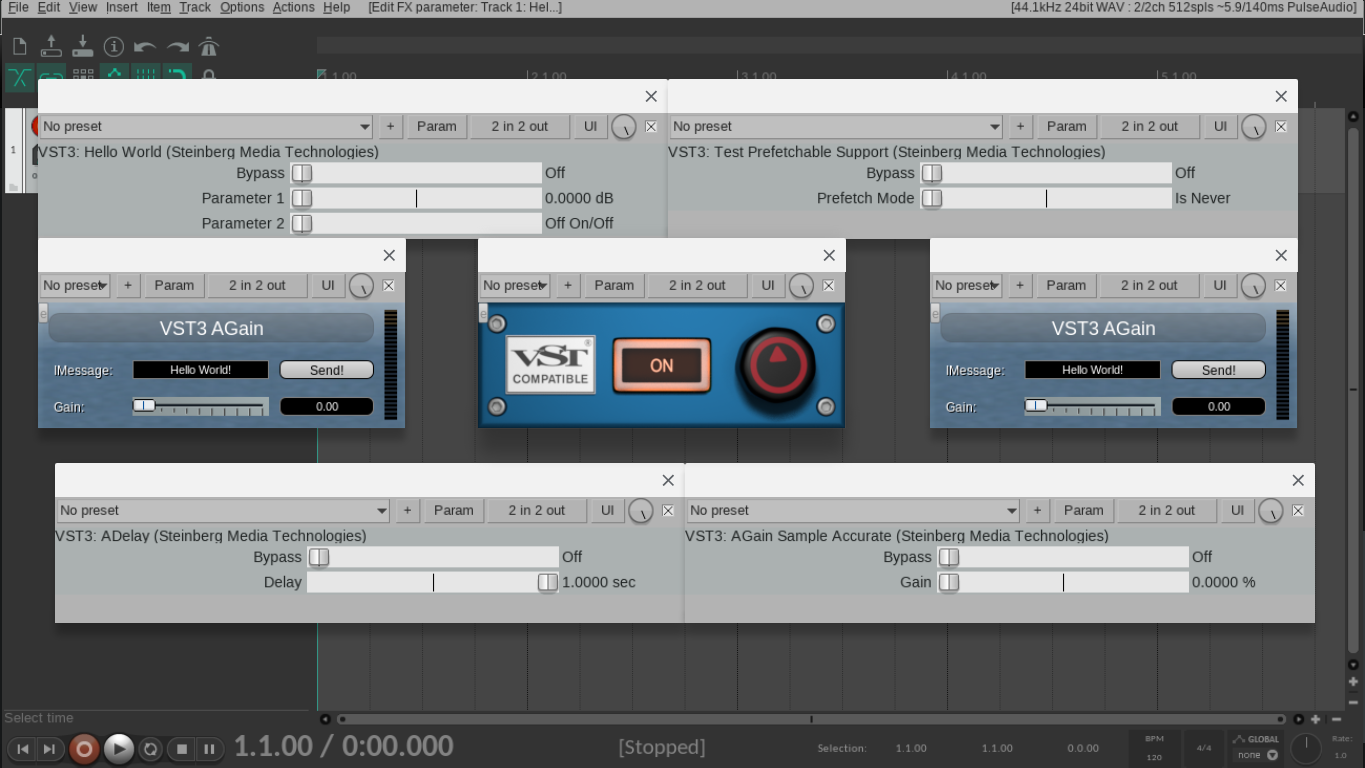 File Edit View Insert Item Track Options Actions Help [Edit FX parameter: Track 1: Hel...] [44.1kHz 24bit WAV : 2/2ch 512spls ~5.9/140ms PulseAudio]
1.1.00 2.1.00 3.1.00 4.1.00 5.1.00
No preset + Param 2 in 2 out UI
No preset + Param 2 in 2 out UI
1
VST3: Hello World (Steinberg Media Technologies)
Bypass Off
Parameter 1 0.0000 dB
Parameter 2 Off On/Off
VST3: Test Prefetchable Support (Steinberg Media Technologies)
Bypass Off
Prefetch Mode Is Never
No preset + Param 2 in 2 out UI
e
VST3 AGain
IMessage: Hello World! Send!
Gain: 0.00
No preset + Param 2 in 2 out UI
e
VST®
COMPATIBLE
ON
No preset + Param 2 in 2 out UI
e
VST3 AGain
IMessage: Hello World! Send!
Gain: 0.00
No preset + Param 2 in 2 out UI
VST3: ADelay (Steinberg Media Technologies)
Bypass Off
Delay 1.0000 sec
No preset + Param 2 in 2 out UI
VST3: AGain Sample Accurate (Steinberg Media Technologies)
Bypass Off
Gain 0.0000 %
Select time
1.1.00 / 0:00.000 [Stopped] Selection: 1.1.00 1.1.00 0.0.00
BPM
120
4/4
GLOBAL
none
Rate:
1.0